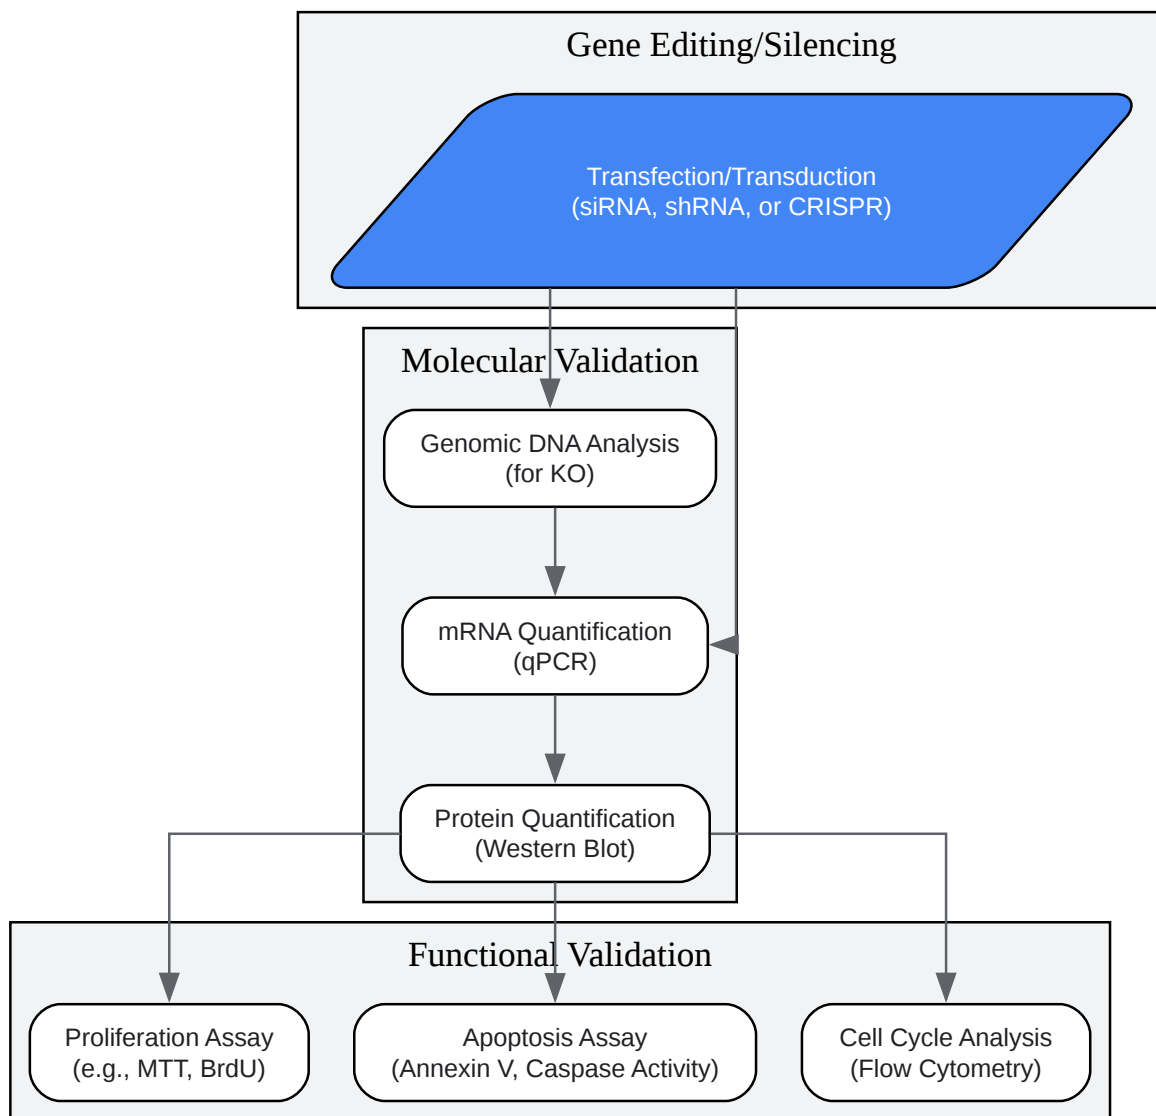 Gene Editing/Silencing
Transfection/Transduction
(siRNA, shRNA, or CRISPR)
Molecular Validation
Genomic DNA Analysis
(for KO)
mRNA Quantification
(qPCR)
Protein Quantification
(Western Blot)
Functional Validation
Proliferation Assay
(e.g., MTT, BrdU)
Apoptosis Assay
(Annexin V, Caspase Activity)
Cell Cycle Analysis
(Flow Cytometry)